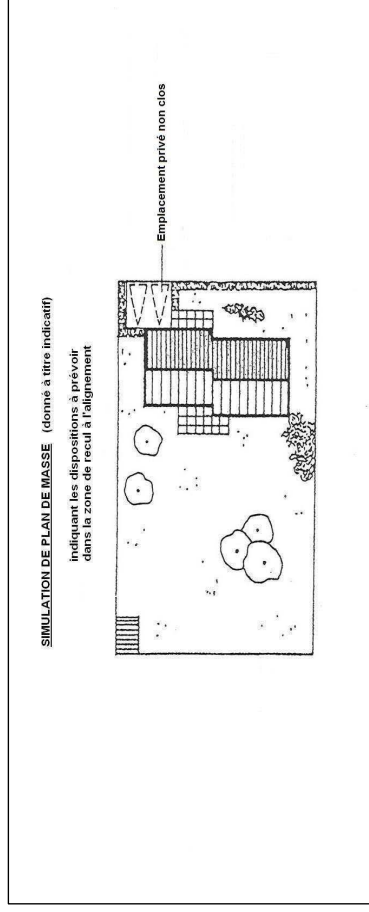 SIMULATION DE PLAN DE MASSE (donné à titre indicatif)
indiquant les dispositions à prévoir
dans la zone de recul à l'alignement
Emplacement privé non clos